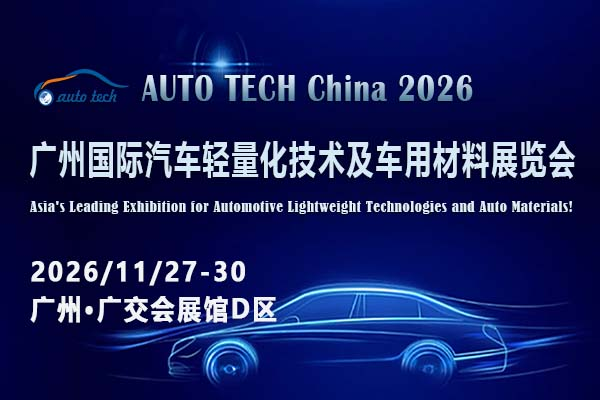 auto tech
AUTO TECH China 2026
广州国际汽车轻量化技术及车用材料展览会
Asia's Leading Exhibition for Automotive Lightweight Technologies and Auto Materials!
2026/11/27-30
广州·广交会展馆D区